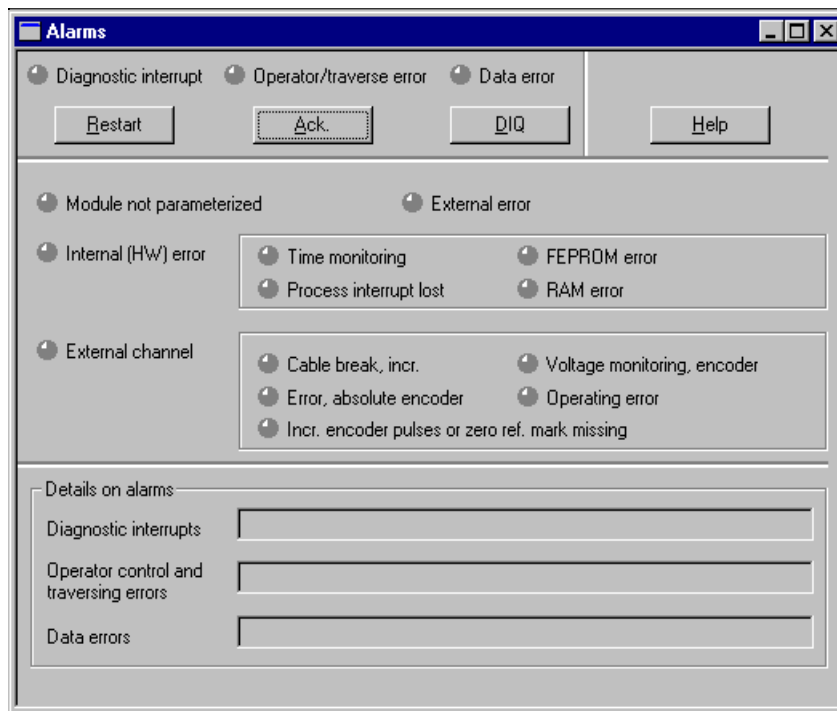 Alarms
Diagnostic interrupt Operator/traverse error Data error
Restart Ack. DIQ Help
Module not parameterized External error
Internal (HW) error Time monitoring FEPROM error
Process interrupt lost RAM error
External channel Cable break, incr. Voltage monitoring, encoder
Error, absolute encoder Operating error
Incr. encoder pulses or zero ref. mark missing
Details on alarms
Diagnostic interrupts
Operator control and
traversing errors
Data errors